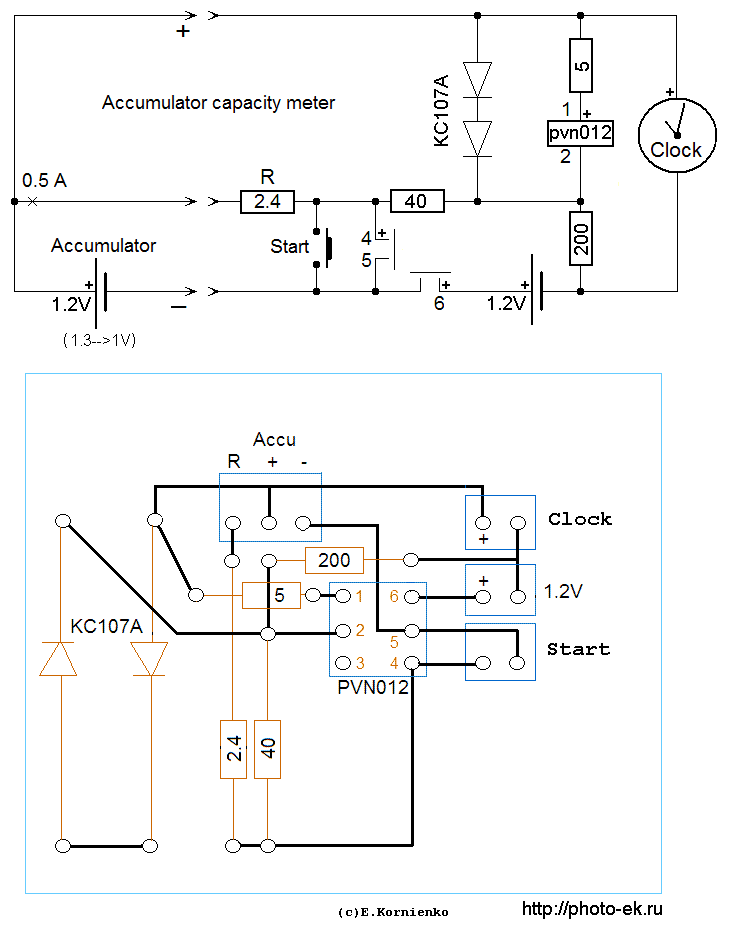 +
Accumulator capacity meter
KC107A
5
1 +
pvn012
2
+
Clock
0.5 A
R
2.4
40
Start
4
5
200
Accumulator
+
1.2V
–
+
6
1.2V
+
(1.3-->1V)
Accu
R + -
Clock
+
200
+
1.2V
5
1 6
KC107A
2
5
Start
3 4
PVN012
2.4
40
(c)E.Kornienko
http://photo-ek.ru